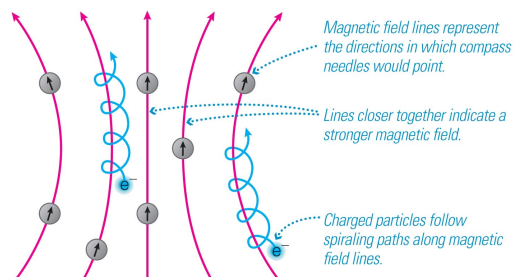 Magnetic field lines represent
the directions in which compass
needles would point.
Lines closer together indicate a
stronger magnetic field.
e⁻
e⁻
Charged particles follow
spiraling paths along magnetic
field lines.